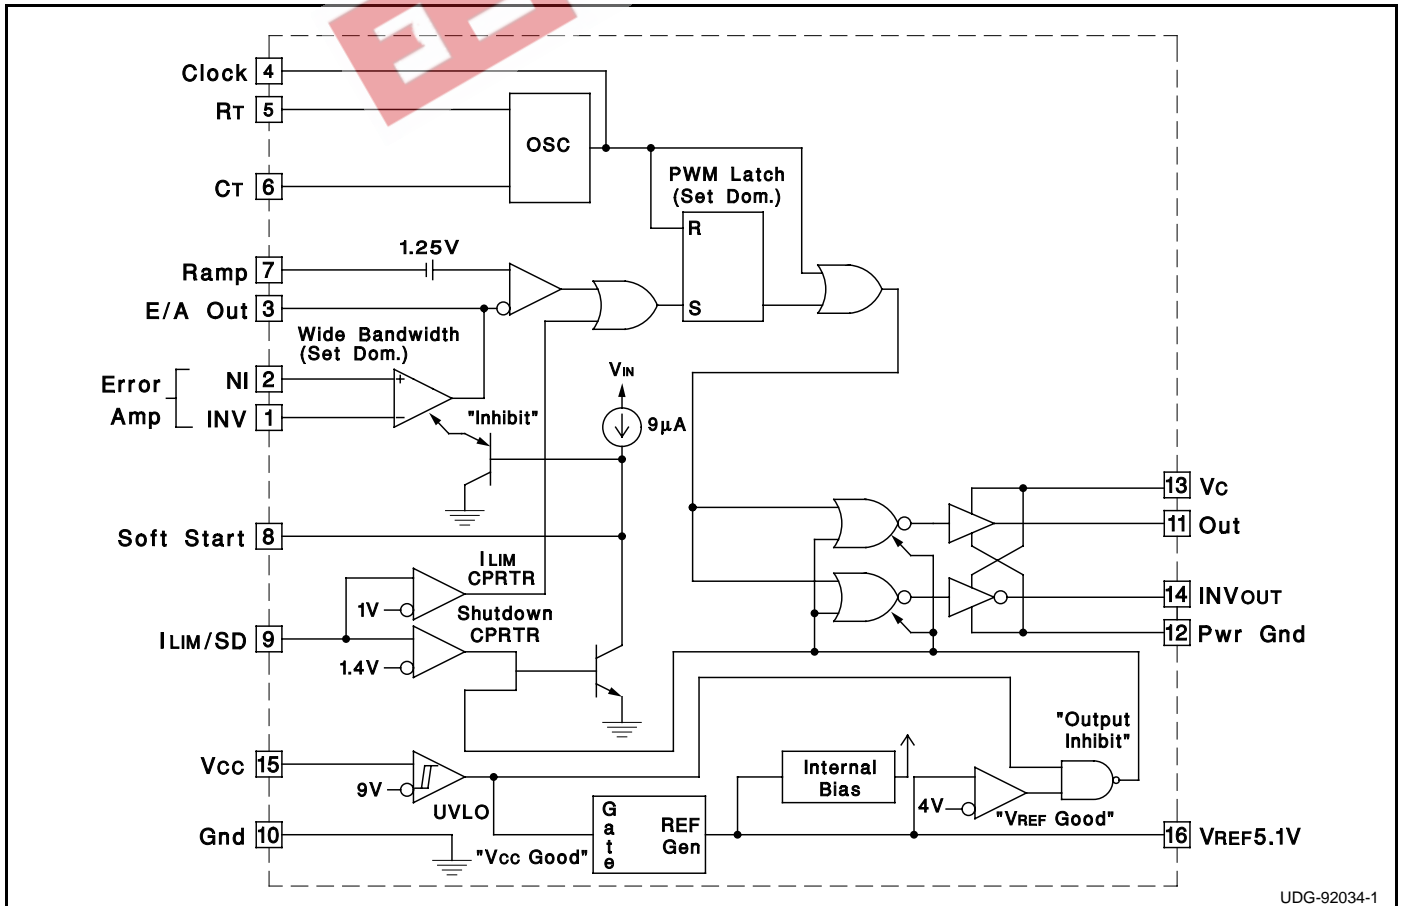 Clock 4
RT 5
OSC
CT 6
PWM Latch
(Set Dom.)
R
S
1.25V
Ramp 7
E/A Out 3
Wide Bandwidth
(Set Dom.)
Error
Amp
NI 2
INV 1
+
−
"Inhibit"
VIN
9µA
13 VC
11 Out
Soft Start 8
ILIM
CPRTR
1V
Shutdown
CPRTR
14 INVOUT
12 Pwr Gnd
ILIM/SD 9
1.4V
"Output
Inhibit"
VCC 15
9V
UVLO
Internal
Bias
4V
"VREF Good"
Gnd 10
"VCC Good"
Gate
REF
Gen
16 VREF5.1V
UDG-92034-1